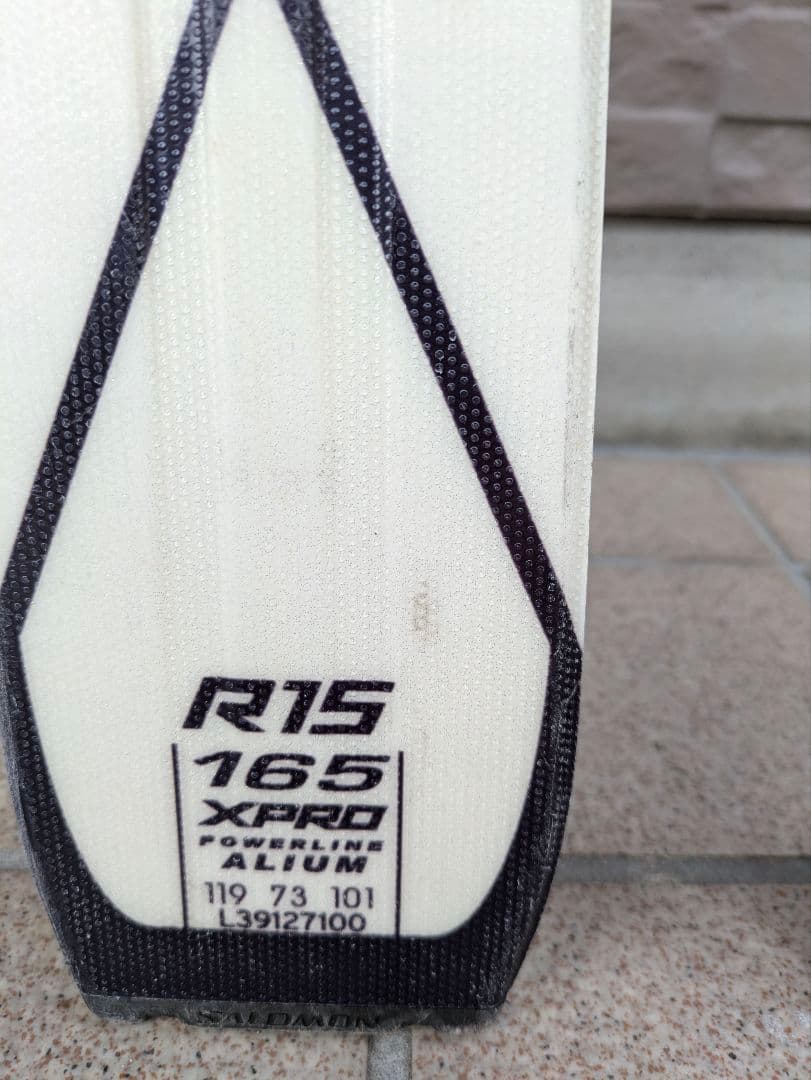 R15
165
XPRO
POWERLINE
ALIUM
119 73 101
L39127100
SALOMON